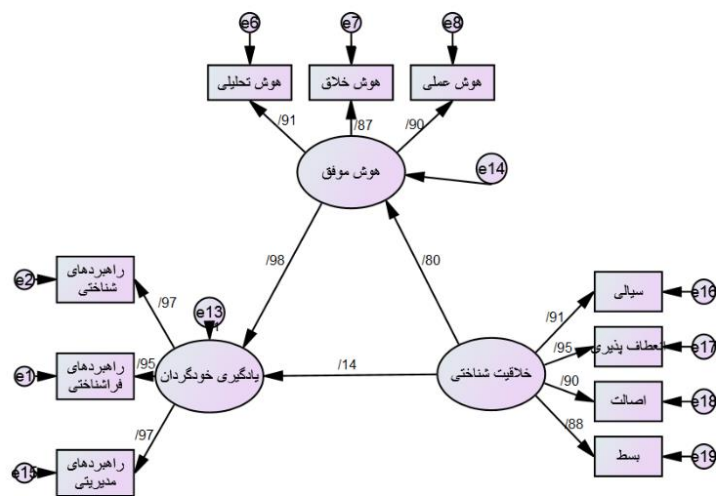 e6
e7
e8
هوش تحلیلی
هوش خلاق
هوش عملی
/91
/87
/90
هوش موفق
e14
/98
/80
e2
راهبردهای
شناختی
/97
e13
1
سیالی
e16
/91
انعطاف پذیری
e17
/95
e1
راهبردهای
فراشناختی
/95
یادگیری خودگردان
/14
خلاقیت شناختی
/90
اصالت
e18
/88
بسط
e19
/97
e15
راهبردهای
مدیریتی